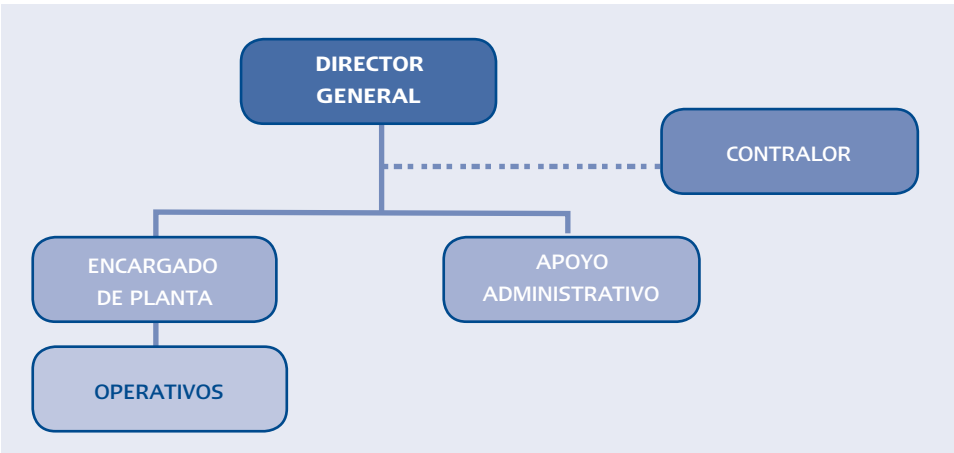 DIRECTOR
GENERAL
CONTRALOR
ENCARGADO
DE PLANTA
APOYO
ADMINISTRATIVO
OPERATIVOS